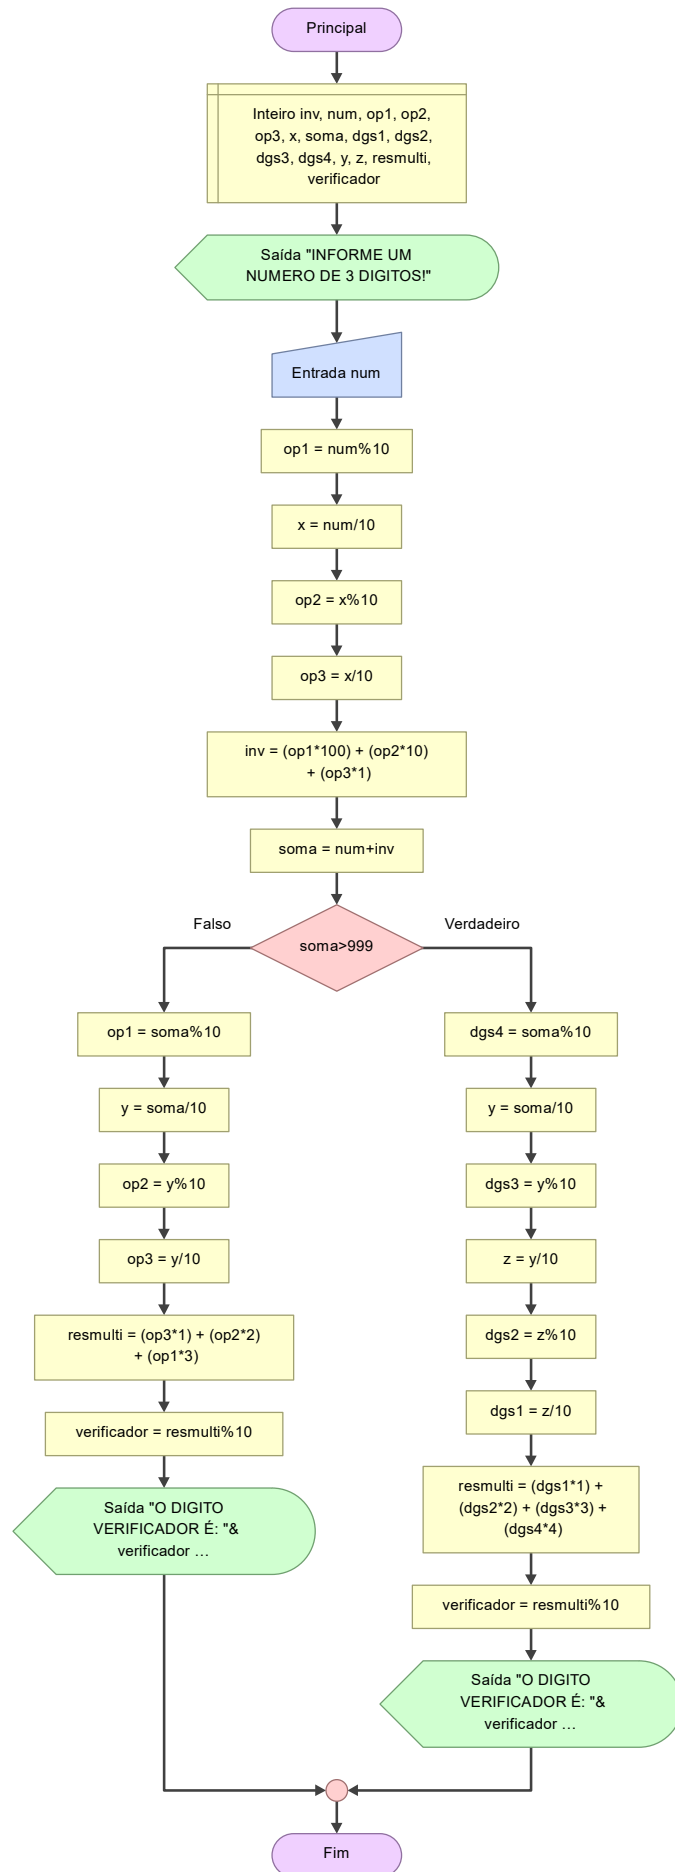 Principal
Inteiro inv, num, op1, op2,
op3, x, soma, dgs1, dgs2,
dgs3, dgs4, y, z, resmulti,
verificador
Saída "INFORME UM
NUMERO DE 3 DIGITOS!"
Entrada num
op1 = num%10
x = num/10
op2 = x%10
op3 = x/10
inv = (op1*100) + (op2*10)
+ (op3*1)
soma = num+inv
soma>999
Falso
op1 = soma%10
y = soma/10
op2 = y%10
op3 = y/10
resmulti = (op3*1) + (op2*2)
+ (op1*3)
verificador = resmulti%10
Saída "O DIGITO
VERIFICADOR É: "&
verificador …
Verdadeiro
dgs4 = soma%10
y = soma/10
dgs3 = y%10
z = y/10
dgs2 = z%10
dgs1 = z/10
resmulti = (dgs1*1) +
(dgs2*2) + (dgs3*3) +
(dgs4*4)
verificador = resmulti%10
Saída "O DIGITO
VERIFICADOR É: "&
verificador …
Fim